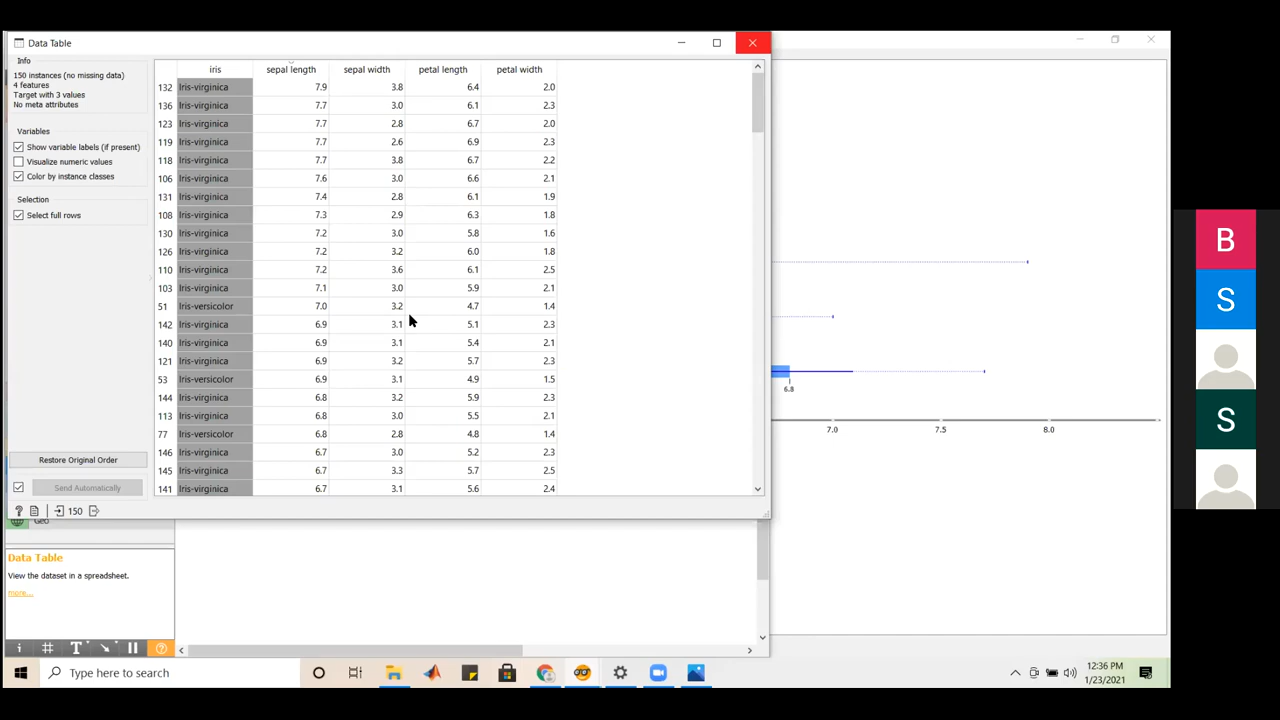 Data Table
Info
150 instances (no missing data)
4 features
Target with 3 values
No meta attributes
Variables
Show variable labels (if present)
Visualize numeric values
Color by instance classes
Selection
Select full rows
Restore Original Order
Send Automatically
150
iris sepal length sepal width petal length petal width
132 Iris-virginica 7.9 3.8 6.4 2.0
136 Iris-virginica 7.7 3.0 6.1 2.3
123 Iris-virginica 7.7 2.8 6.7 2.0
119 Iris-virginica 7.7 2.6 6.9 2.3
118 Iris-virginica 7.7 3.8 6.7 2.2
106 Iris-virginica 7.6 3.0 6.6 2.1
131 Iris-virginica 7.4 2.8 6.1 1.9
108 Iris-virginica 7.3 2.9 6.3 1.8
130 Iris-virginica 7.2 3.0 5.8 1.6
126 Iris-virginica 7.2 3.2 6.0 1.8
110 Iris-virginica 7.2 3.6 6.1 2.5
103 Iris-virginica 7.1 3.0 5.9 2.1
51 Iris-versicolor 7.0 3.2 4.7 1.4
142 Iris-virginica 6.9 3.1 5.1 2.3
140 Iris-virginica 6.9 3.1 5.4 2.1
121 Iris-virginica 6.9 3.2 5.7 2.3
53 Iris-versicolor 6.9 3.1 4.9 1.5
144 Iris-virginica 6.8 3.2 5.9 2.3
113 Iris-virginica 6.8 3.0 5.5 2.1
77 Iris-versicolor 6.8 2.8 4.8 1.4
146 Iris-virginica 6.7 3.0 5.2 2.3
145 Iris-virginica 6.7 3.3 5.7 2.5
141 Iris-virginica 6.7 3.1 5.6 2.4
6.8
7.0 7.5 8.0
B
S
S
Geo
Data Table
View the dataset in a spreadsheet.
more...
Type here to search
12:36 PM
1/23/2021